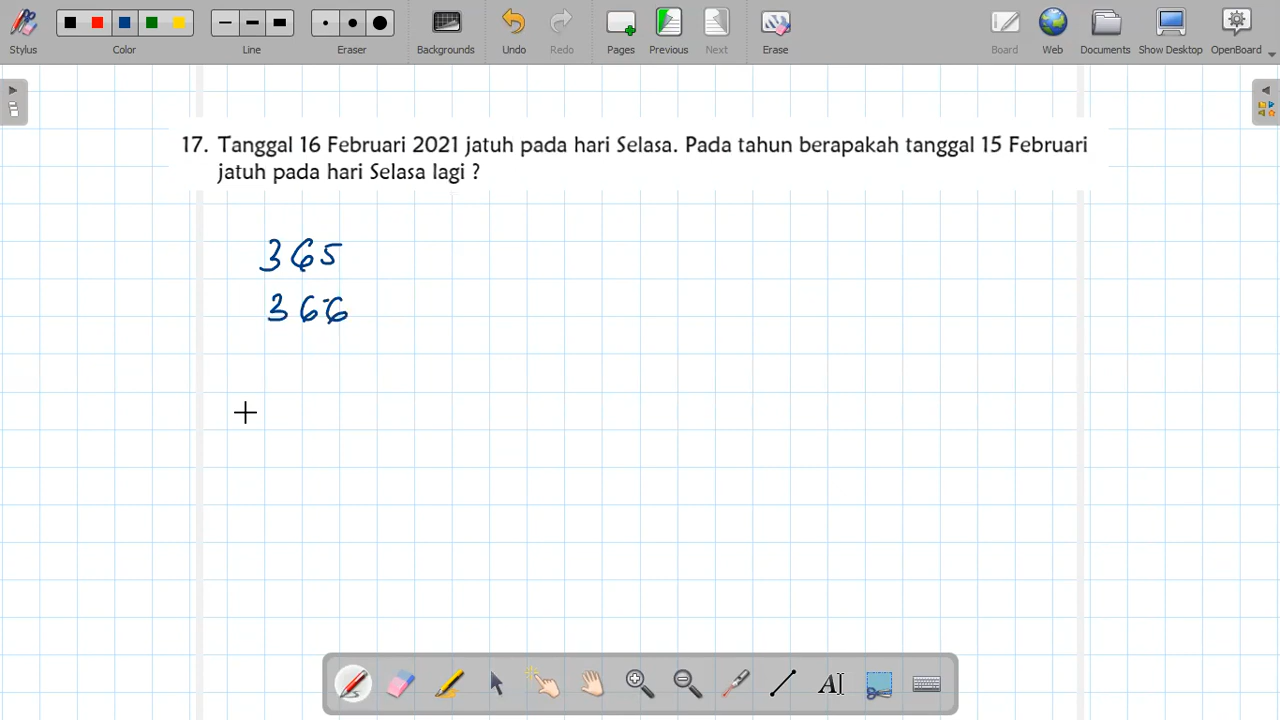 Stylus Color Line Eraser Backgrounds Undo Redo Pages Previous Next Erase Board Web Documents Show Desktop OpenBoard
17. Tanggal 16 Februari 2021 jatuh pada hari Selasa. Pada tahun berapakah tanggal 15 Februari
jatuh pada hari Selasa lagi ?
365
366
AI